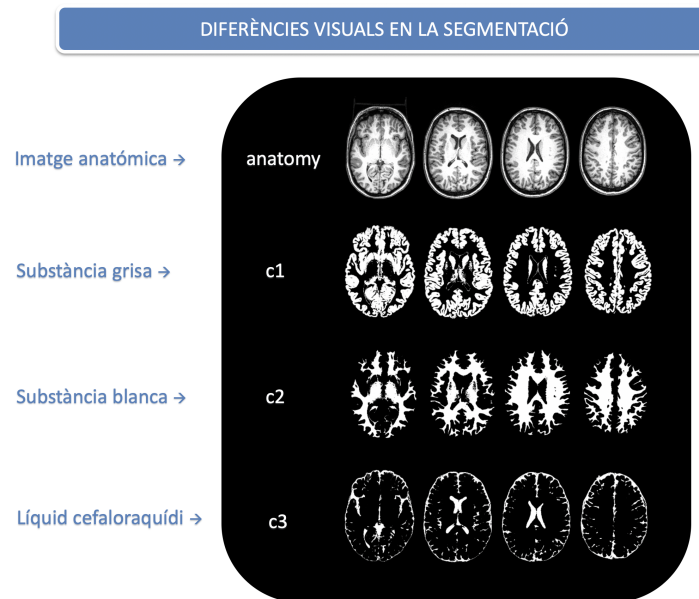 DIFERÈNCIES VISUALS EN LA SEGMENTACIÓ
Imatge anatómica → anatomy
Substància grisa → c1
Substància blanca → c2
Líquid cefaloraquídi → c3